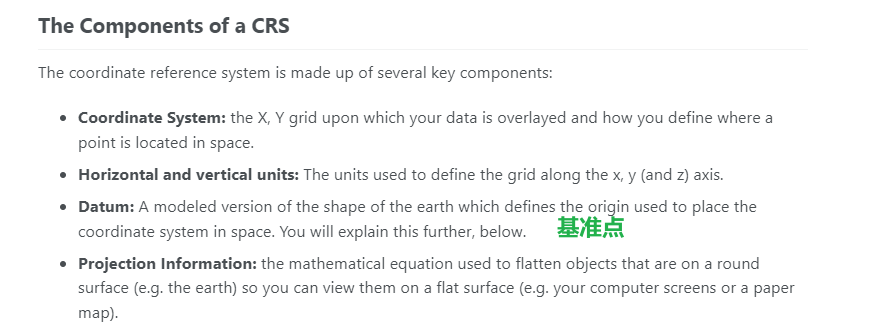 The Components of a CRS
The coordinate reference system is made up of several key components:
• Coordinate System: the X, Y grid upon which your data is overlayed and how you define where a
point is located in space.
• Horizontal and vertical units: The units used to define the grid along the x, y (and z) axis.
• Datum: A modeled version of the shape of the earth which defines the origin used to place the
coordinate system in space. You will explain this further, below. 基准点
• Projection Information: the mathematical equation used to flatten objects that are on a round
surface (e.g. the earth) so you can view them on a flat surface (e.g. your computer screens or a paper
map).